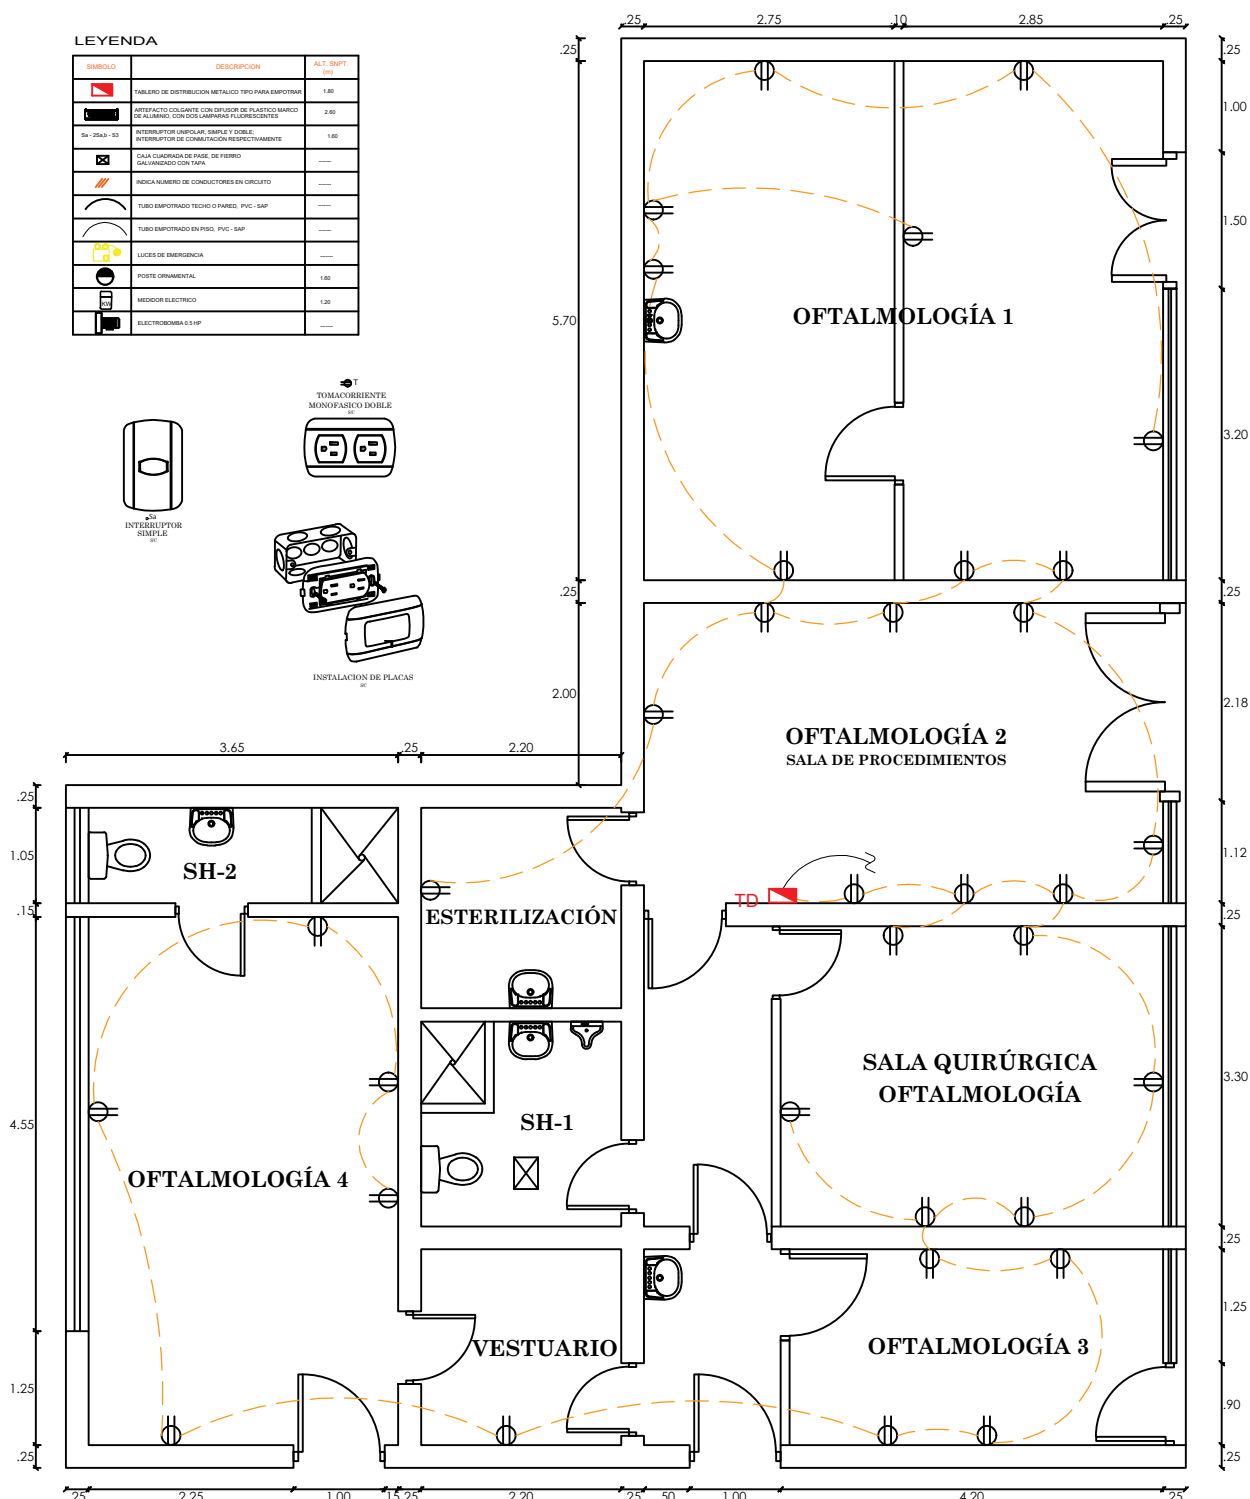 LEYENDA
SIMBOLO DESCRIPCION ALT. SNPT. (m)
TABLERO DE DISTRIBUCION METALICO TIPO PARA EMPOTRAR 1.80
ARTEFACTO COLGANTE CON DIFUSOR DE PLASTICO MARCO
DE ALUMINIO, CON DOS LAMPARAS FLUORESCENTES 2.60
Sa - 2Sa,b - S3 INTERRUPTOR UNIPOLAR, SIMPLE Y DOBLE;
INTERRUPTOR DE CONMUTACIÓN RESPECTIVAMENTE 1.60
CAJA CUADRADA DE PASE, DE FIERRO
GALVANIZADO CON TAPA ------
INDICA NUMERO DE CONDUCTORES EN CIRCUITO ------
TUBO EMPOTRADO TECHO O PARED, PVC - SAP ------
TUBO EMPOTRADO EN PISO, PVC - SAP ------
LUCES DE EMERGENCIA ------
POSTE ORNAMENTAL 1.60
KW MEDIDOR ELECTRICO 1.20
ELECTROBOMBA 0.5 HP ------
T
TOMACORRIENTE
MONOFASICO DOBLE
SC
Sa
INTERRUPTOR
SIMPLE
SC
INSTALACION DE PLACAS
SC
.25 2.75 .10 2.85 .25
.25
5.70
.25
2.00
.25
1.00
1.50
3.20
.25
2.18
1.12
.25
3.30
.25
1.25
.90
.25
3.65 .25 2.20
.25
1.05
.15
4.55
1.25
.25
OFTALMOLOGÍA 1
OFTALMOLOGÍA 2
SALA DE PROCEDIMIENTOS
TD
SH-2
ESTERILIZACIÓN
SALA QUIRÚRGICA
OFTALMOLOGÍA
SH-1
OFTALMOLOGÍA 4
VESTUARIO
OFTALMOLOGÍA 3
.25 2.25 1.00 .15 .25 2.20 .25 .50 1.00 4.20 .25